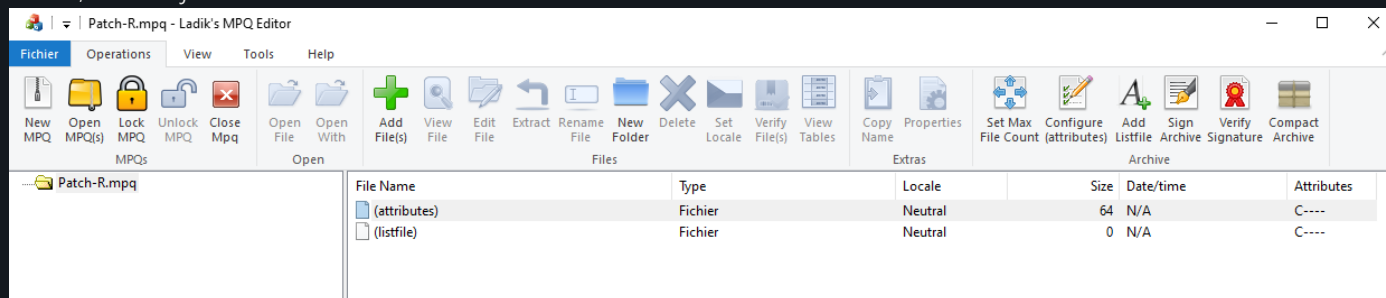 Patch-R.mpq - Ladik's MPQ Editor
Fichier Operations View Tools Help
New MPQ Open MPQ(s) Lock MPQ Unlock MPQ Close Mpq Open File Open With Add File(s) View File Edit File Extract Rename File New Folder Delete Set Locale Verify File(s) View Tables Copy Name Properties Set Max File Count Configure (attributes) Add Listfile Sign Archive Verify Signature Compact Archive
MPQs Open Files Extras Archive
Patch-R.mpq
File Name Type Locale Size Date/time Attributes
(attributes) Fichier Neutral 64 N/A C----
(listfile) Fichier Neutral 0 N/A C----